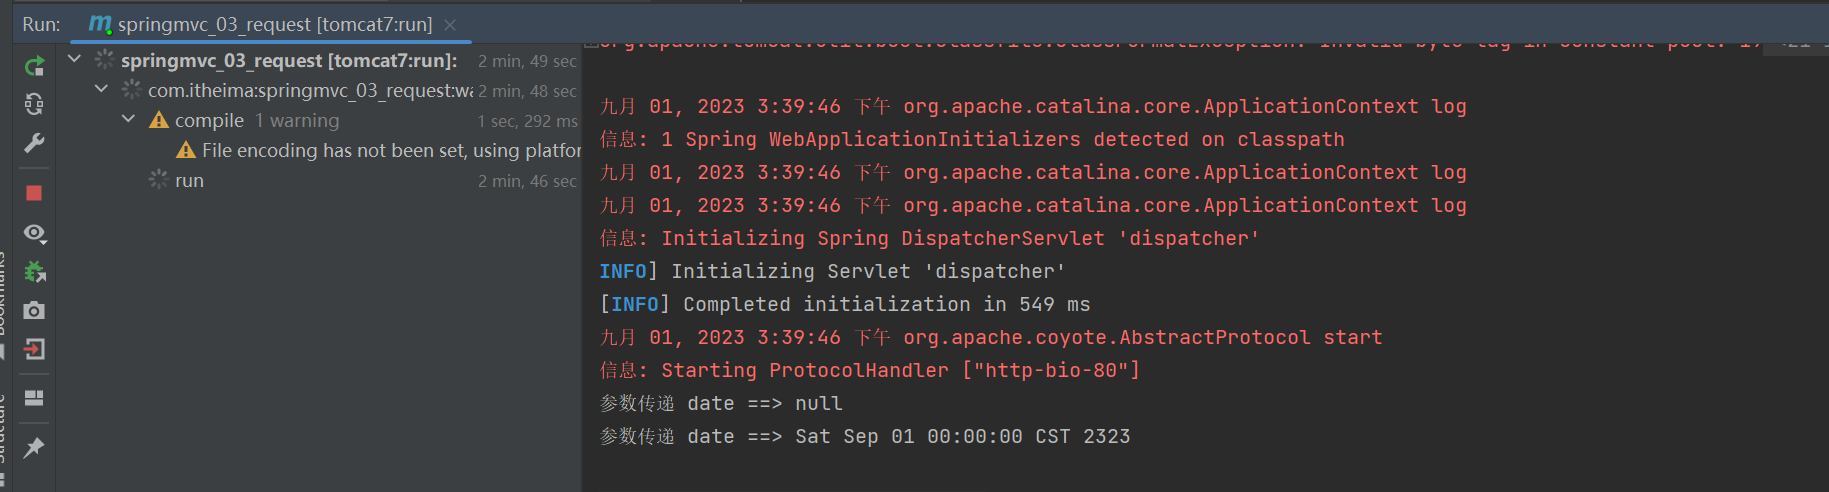 Run: springmvc_03_request [tomcat7:run]
springmvc_03_request [tomcat7:run]: 2 min, 49 sec
com.itheima:springmvc_03_request:wa 2 min, 48 sec
compile 1 warning 1 sec, 292 ms
File encoding has not been set, using platfor
run 2 min, 46 sec
九月 01, 2023 3:39:46 下午 org.apache.catalina.core.ApplicationContext log
信息: 1 Spring WebApplicationInitializers detected on classpath
九月 01, 2023 3:39:46 下午 org.apache.catalina.core.ApplicationContext log
九月 01, 2023 3:39:46 下午 org.apache.catalina.core.ApplicationContext log
信息: Initializing Spring DispatcherServlet 'dispatcher'
INFO] Initializing Servlet 'dispatcher'
[INFO] Completed initialization in 549 ms
九月 01, 2023 3:39:46 下午 org.apache.coyote.AbstractProtocol start
信息: Starting ProtocolHandler ["http-bio-80"]
参数传递 date ==> null
参数传递 date ==> Sat Sep 01 00:00:00 CST 2323